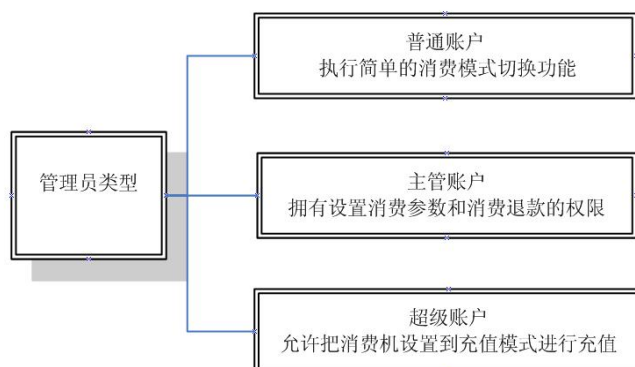 管理员类型
普通账户
执行简单的消费模式切换功能
主管账户
拥有设置消费参数和消费退款的权限
超级账户
允许把消费机设置到充值模式进行充值